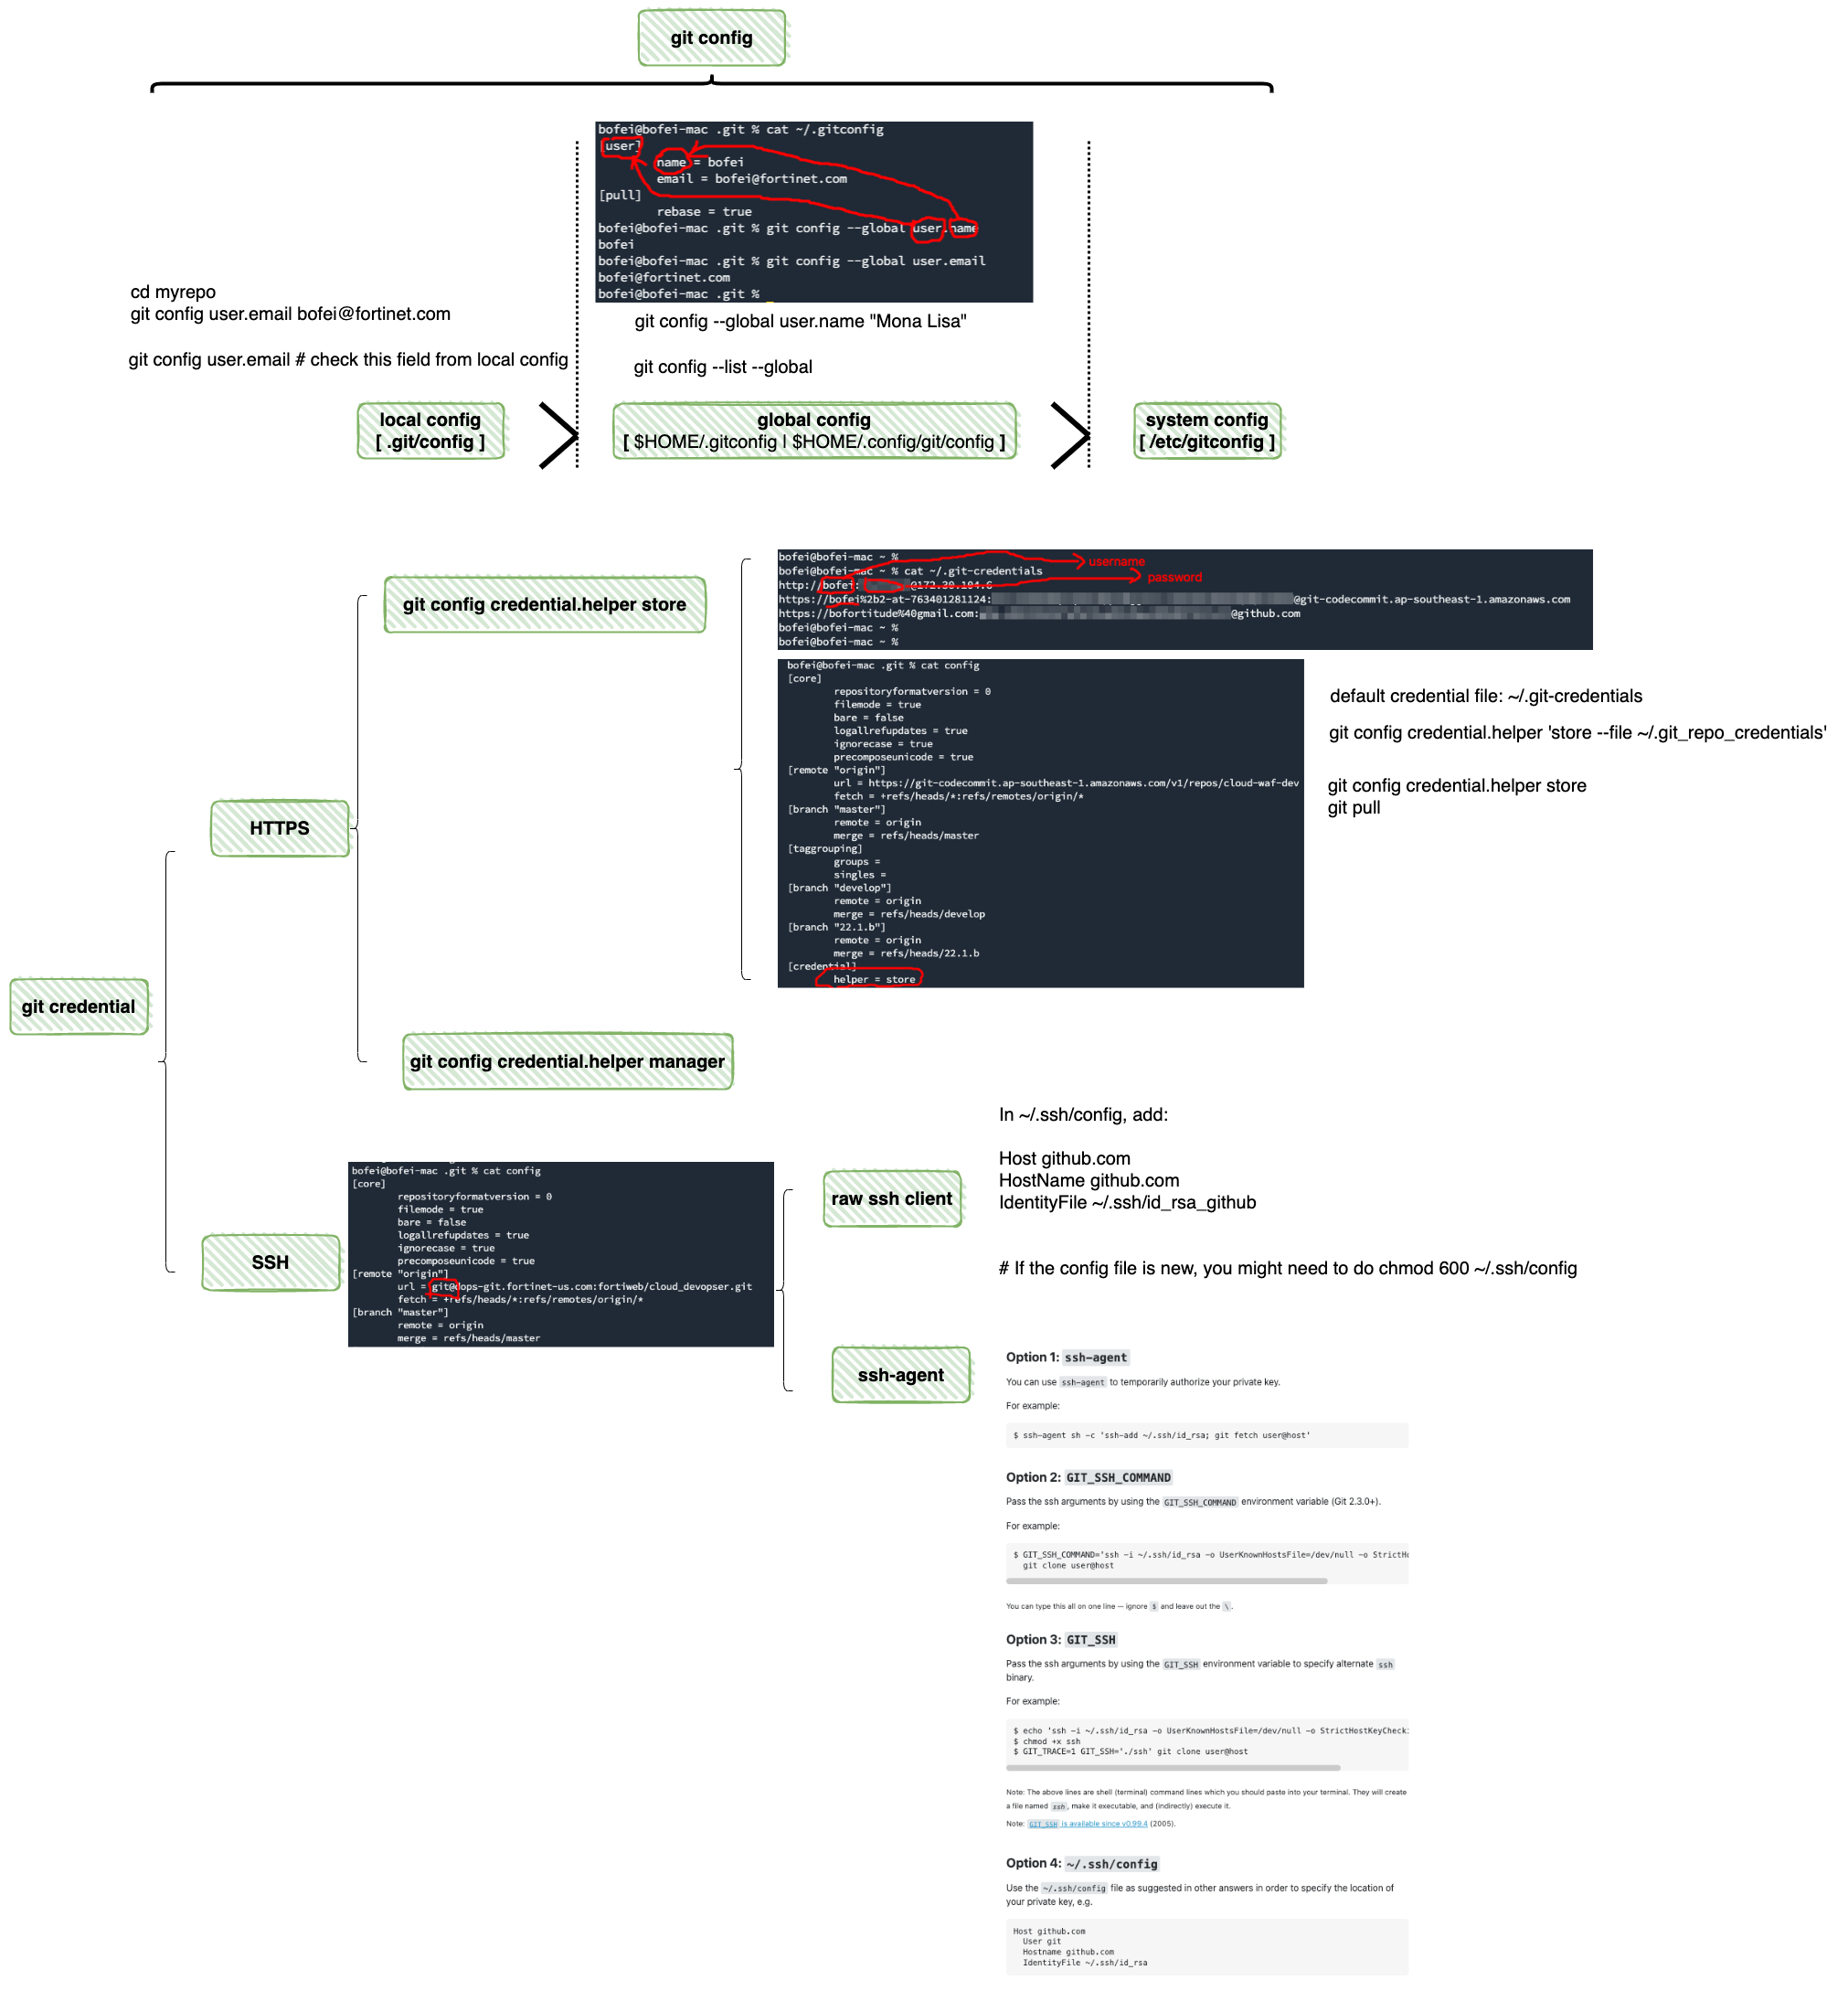 git config
bofei@bofei-mac .git % cat ~/.gitconfig
[user]
name = bofei
email = bofei@fortinet.com
[pull]
rebase = true
bofei@bofei-mac .git % git config --global user.name
bofei
bofei@bofei-mac .git % git config --global user.email
bofei@fortinet.com
bofei@bofei-mac .git %
cd myrepo
git config user.email bofei@fortinet.com
git config user.email # check this field from local config
git config --global user.name "Mona Lisa"
git config --list --global
local config
[ .git/config ]
global config
[ $HOME/.gitconfig | $HOME/.config/git/config ]
system config
[ /etc/gitconfig ]
git credential
HTTPS
git config credential.helper store
bofei@bofei-mac ~ %
bofei@bofei-mac ~ % cat ~/.git-credentials
http://bofei: @172.30.104.6
https://bofei%2b2-at-763401281124: @git-codecommit.ap-southeast-1.amazonaws.com
https://bofortitude%40gmail.com: @github.com
bofei@bofei-mac ~ %
bofei@bofei-mac ~ %
username
password
bofei@bofei-mac .git % cat config
[core]
repositoryformatversion = 0
filemode = true
bare = false
logallrefupdates = true
ignorecase = true
precomposeunicode = true
[remote "origin"]
url = https://git-codecommit.ap-southeast-1.amazonaws.com/v1/repos/cloud-waf-dev
fetch = +refs/heads/*:refs/remotes/origin/*
[branch "master"]
remote = origin
merge = refs/heads/master
[taggrouping]
groups =
singles =
[branch "develop"]
remote = origin
merge = refs/heads/develop
[branch "22.1.b"]
remote = origin
merge = refs/heads/22.1.b
[credential]
helper = store
default credential file: ~/.git-credentials
git config credential.helper 'store --file ~/.git_repo_credentials'
git config credential.helper store
git pull
git config credential.helper manager
SSH
bofei@bofei-mac .git % cat config
[core]
repositoryformatversion = 0
filemode = true
bare = false
logallrefupdates = true
ignorecase = true
precomposeunicode = true
[remote "origin"]
url = git@dops-git.fortinet-us.com:fortiweb/cloud_devopser.git
fetch = +refs/heads/*:refs/remotes/origin/*
[branch "master"]
remote = origin
merge = refs/heads/master
raw ssh client
In ~/.ssh/config, add:
Host github.com
HostName github.com
IdentityFile ~/.ssh/id_rsa_github
# If the config file is new, you might need to do chmod 600 ~/.ssh/config
ssh-agent
Option 1: ssh-agent
You can use ssh-agent to temporarily authorize your private key.
For example:
$ ssh-agent sh -c 'ssh-add ~/.ssh/id_rsa; git fetch user@host'
Option 2: GIT_SSH_COMMAND
Pass the ssh arguments by using the GIT_SSH_COMMAND environment variable (Git 2.3.0+).
For example:
$ GIT_SSH_COMMAND='ssh -i ~/.ssh/id_rsa -o UserKnownHostsFile=/dev/null -o StrictHo
git clone user@host
You can type this all on one line — ignore $ and leave out the \.
Option 3: GIT_SSH
Pass the ssh arguments by using the GIT_SSH environment variable to specify alternate ssh
binary.
For example:
$ echo 'ssh -i ~/.ssh/id_rsa -o UserKnownHostsFile=/dev/null -o StrictHostKeyCheck
$ chmod +x ssh
$ GIT_TRACE=1 GIT_SSH='./ssh' git clone user@host
Note: The above lines are shell (terminal) command lines which you should paste into your terminal. They will create
a file named ssh, make it executable, and (indirectly) execute it.
Note: GIT_SSH is available since v0.99.4 (2005).
Option 4: ~/.ssh/config
Use the ~/.ssh/config file as suggested in other answers in order to specify the location of
your private key, e.g.
Host github.com
User git
Hostname github.com
IdentityFile ~/.ssh/id_rsa